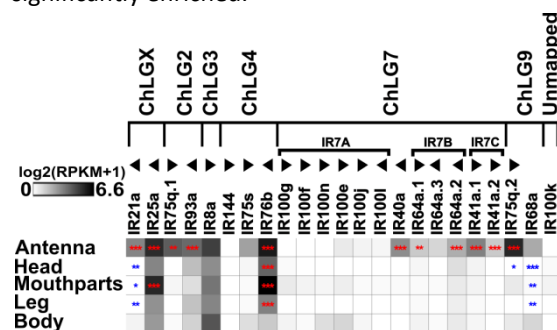 significantly enriched.
ChLGX
ChLG2
ChLG3
ChLG4
ChLG7
ChLG9
Unmapped
IR7A
IR7B
IR7C
log2(RPKM+1)
0
6.6
IR21a
IR25a
IR75q.1
IR93a
IR8a
IR144
IR75s
IR76b
IR100g
IR100f
IR100n
IR100e
IR100j
IR100l
IR40a
IR64a.1
IR64a.3
IR64a.2
IR41a.1
IR41a.2
IR75q.2
IR68a
IR100k
Antenna *** *** ** *** *** *** ** *** *** *** ***
Head ** *** * ***
Mouthparts * *** *** **
Leg ** *** **
Body